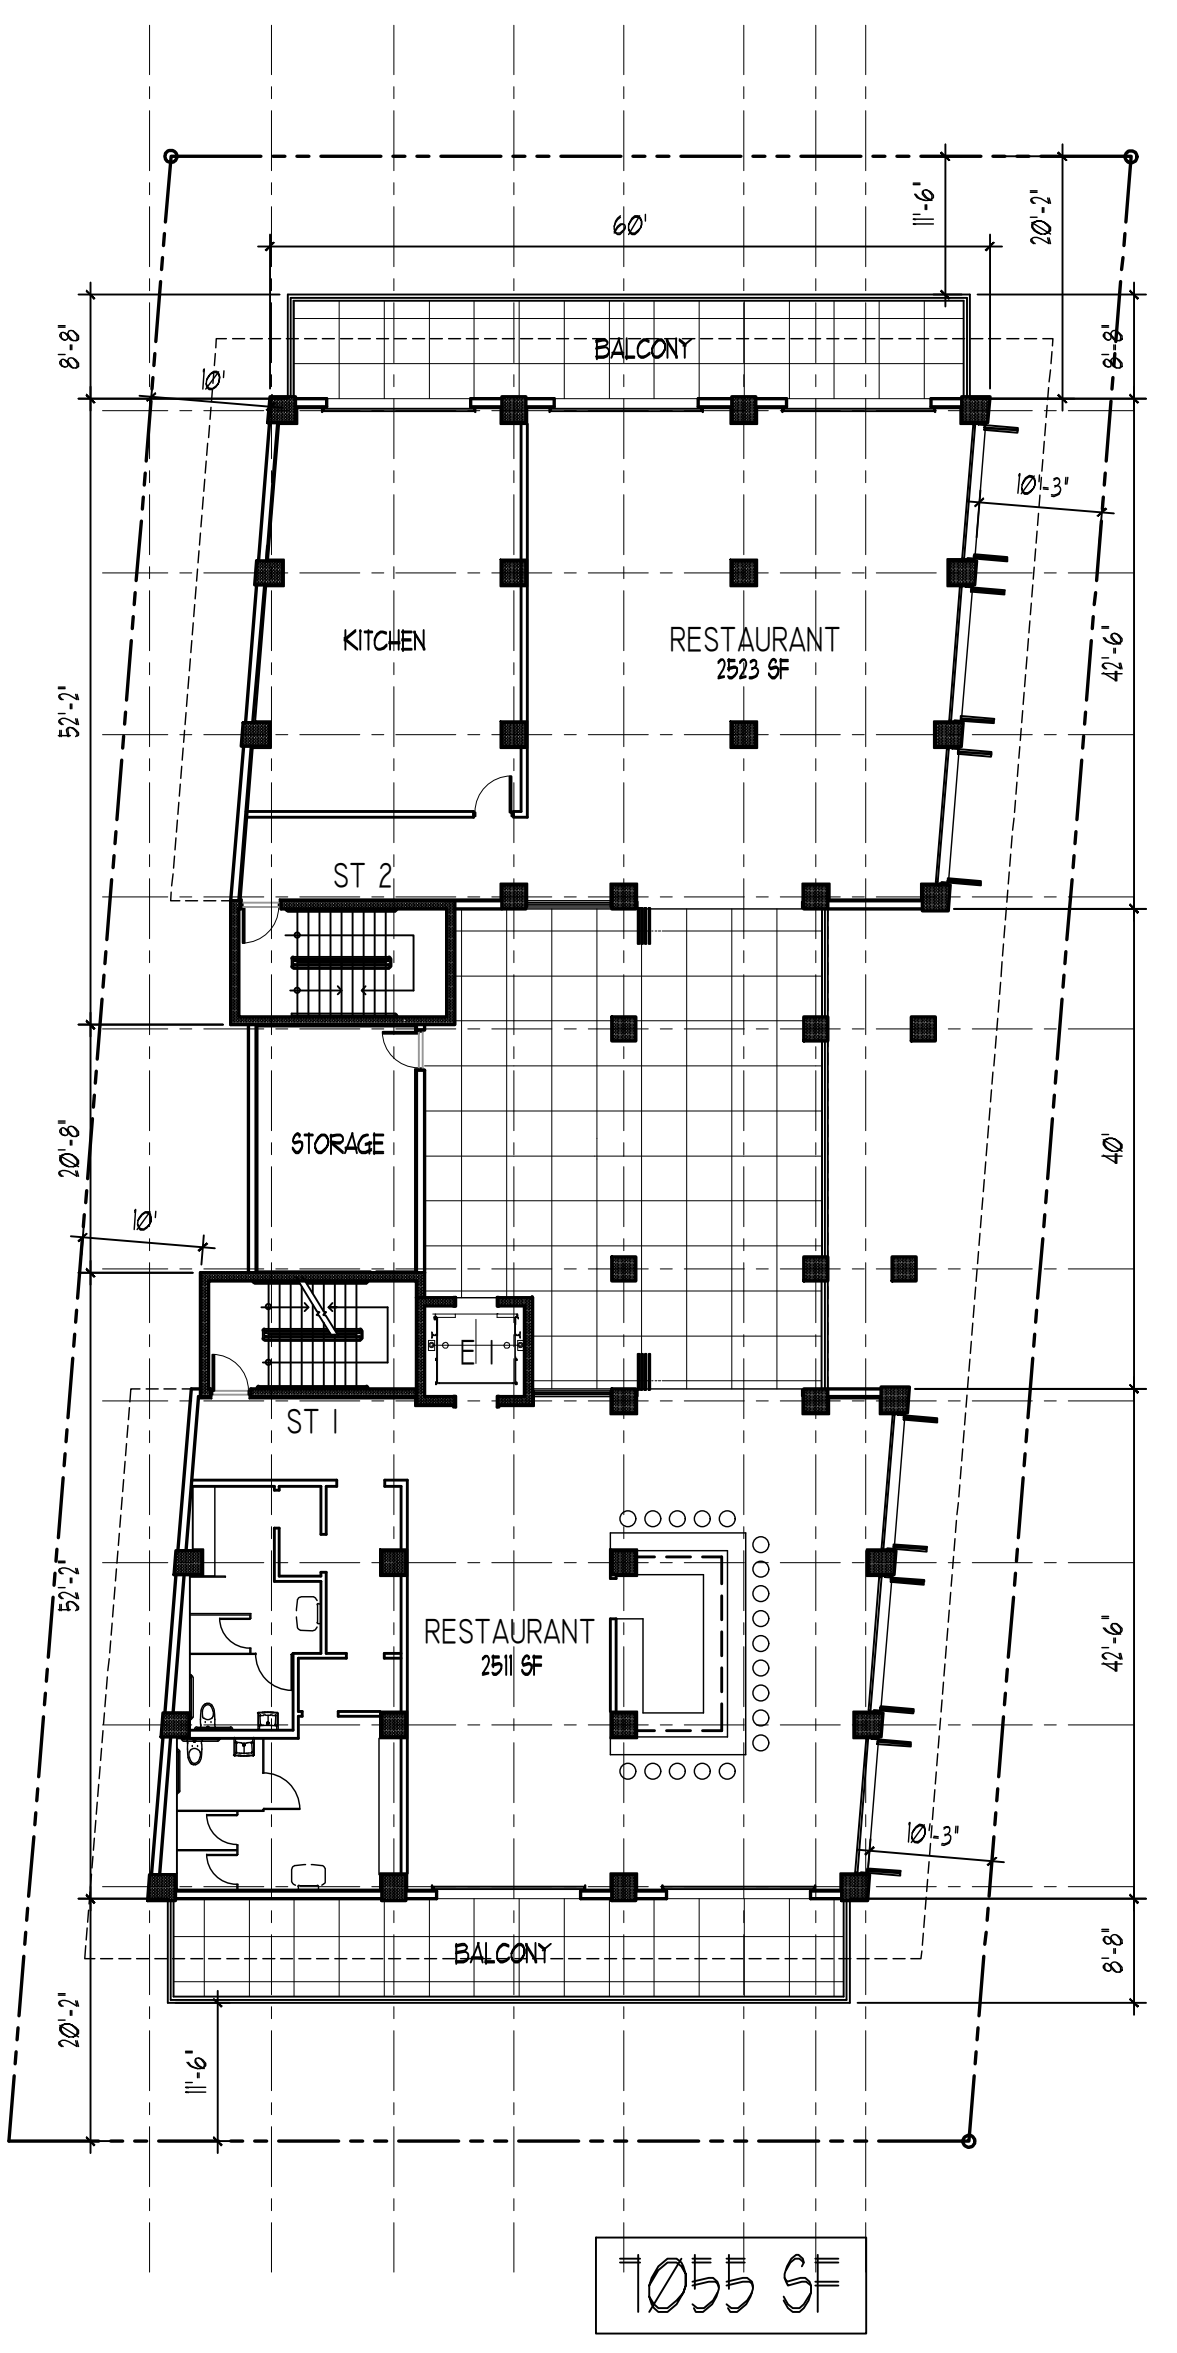 11'-6"
20'-2"
60'
8'-8"
BALCONY
8'-8"
10'
10'-3"
KITCHEN
RESTAURANT
2523 SF
42'-6"
52'-2"
ST 2
STORAGE
20'-8"
40'
10'
E 1
ST 1
52'-2"
RESTAURANT
2511 SF
42'-6"
10'-3"
BALCONY
8'-8"
20'-2"
11'-6"
7055 SF